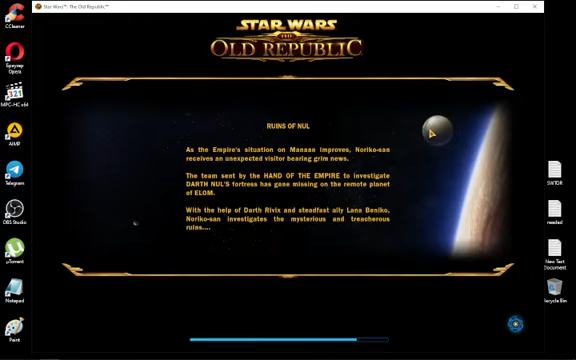 Star Wars™: The Old Republic™
CCleaner
Браузер
Opera
MPC-HC x64
AIMP
Telegram
OBS Studio
µTorrent
Notepad
Paint
STAR WARS
THE
OLD REPUBLIC
RUINS OF NUL
As the Empire's situation on Manaan improves, Noriko-san
receives an unexpected visitor bearing grim news.
The team sent by the HAND OF THE EMPIRE to investigate
DARTH NUL'S fortress has gone missing on the remote planet
of ELOM.
With the help of Darth Rivix and steadfast ally Lana Beniko,
Noriko-san investigates the mysterious and treacherous
ruins....
SWTOR
needed
New Text
Document
Recycle Bin